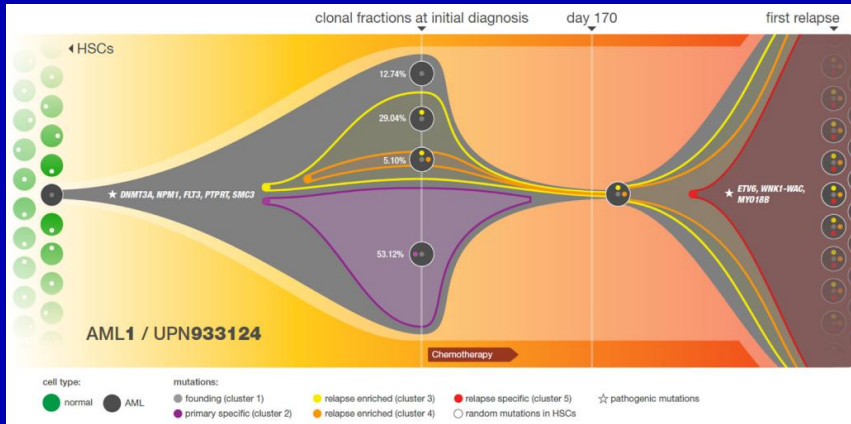 clonal fractions at initial diagnosis
day 170
first relapse
HSCs
12.74%
29.04%
5.10%
DNMT3A, NPM1, FLT3, PTPRT, SMC3
ETV6, WNK1-WAC,
MYO18B
53.12%
AML1 / UPN933124
Chemotherapy
cell type:
normal
AML
mutations:
founding (cluster 1)
relapse enriched (cluster 3)
relapse specific (cluster 5)
pathogenic mutations
primary specific (cluster 2)
relapse enriched (cluster 4)
random mutations in HSCs